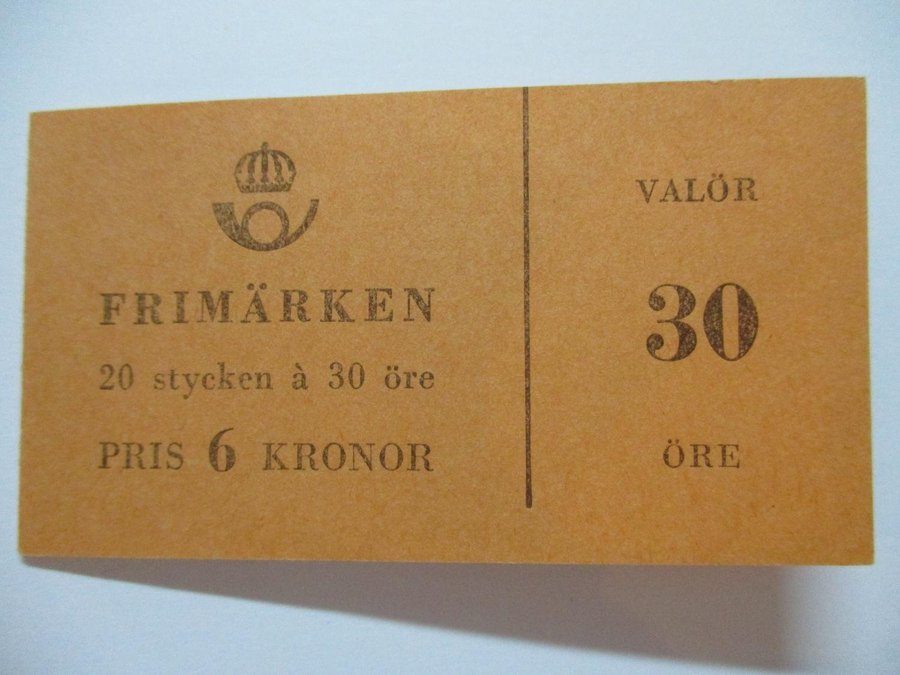 FRIMÄRKEN
20 stycken à 30 öre
PRIS 6 KRONOR
VALÖR
30
ÖRE